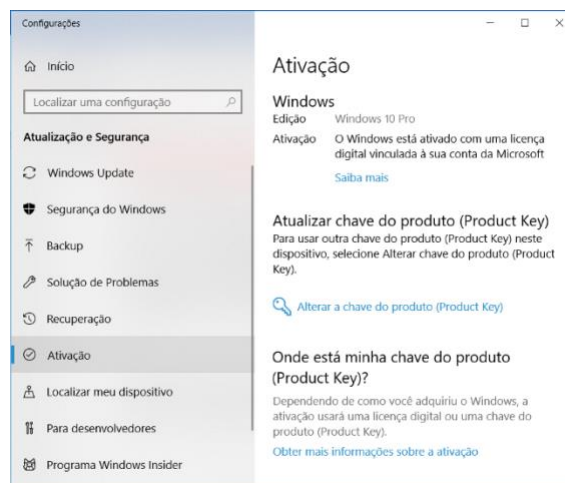 Configurações
Início
Localizar uma configuração
Atualização e Segurança
Windows Update
Segurança do Windows
Backup
Solução de Problemas
Recuperação
Ativação
Localizar meu dispositivo
Para desenvolvedores
Programa Windows Insider
Ativação
Windows
Edição Windows 10 Pro
Ativação O Windows está ativado com uma licença
digital vinculada à sua conta da Microsoft
Saiba mais
Atualizar chave do produto (Product Key)
Para usar outra chave do produto (Product Key) neste
dispositivo, selecione Alterar chave do produto (Product
Key).
Alterar a chave do produto (Product Key)
Onde está minha chave do produto
(Product Key)?
Dependendo de como você adquiriu o Windows, a
ativação usará uma licença digital ou uma chave do
produto (Product Key).
Obter mais informações sobre a ativação